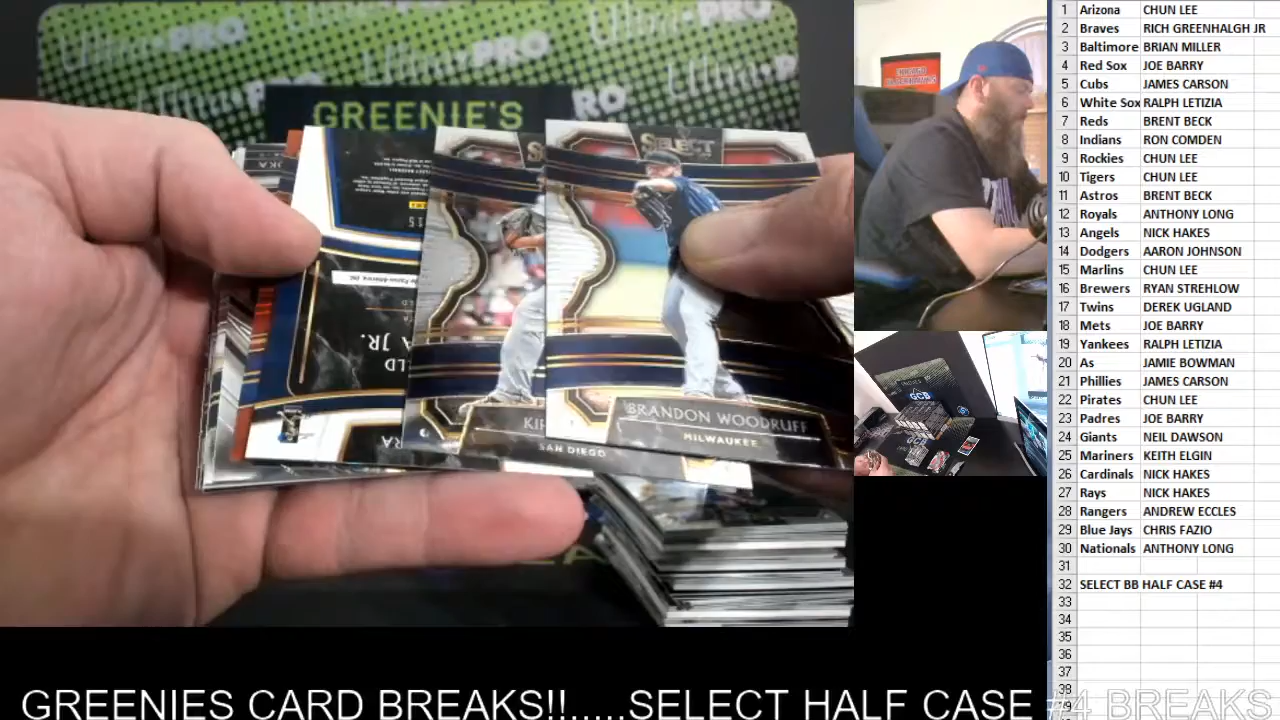 ULTRA PRO
GREENIE'S
RO
SELECT
BRANDON WOODRUFF
MILWAUKEE
KIR
SAN DIEGO
A JR.
LD
15
RA
1 Arizona CHUN LEE
2 Braves RICH GREENHALGH JR
3 Baltimore BRIAN MILLER
4 Red Sox JOE BARRY
5 Cubs JAMES CARSON
6 White Sox RALPH LETIZIA
7 Reds BRENT BECK
8 Indians RON COMDEN
9 Rockies CHUN LEE
10 Tigers CHUN LEE
11 Astros BRENT BECK
12 Royals ANTHONY LONG
13 Angels NICK HAKES
14 Dodgers AARON JOHNSON
15 Marlins CHUN LEE
16 Brewers RYAN STREHLOW
17 Twins DEREK UGLAND
18 Mets JOE BARRY
19 Yankees RALPH LETIZIA
20 As JAMIE BOWMAN
21 Phillies JAMES CARSON
22 Pirates CHUN LEE
23 Padres JOE BARRY
24 Giants NEIL DAWSON
25 Mariners KEITH ELGIN
26 Cardinals NICK HAKES
27 Rays NICK HAKES
28 Rangers ANDREW ECCLES
29 Blue Jays CHRIS FAZIO
30 Nationals ANTHONY LONG
31
32 SELECT BB HALF CASE #4
33
34
35
36
37
38
GREENIES CARD BREAKS!!.....SELECT HALF CASE #4 BREAKS